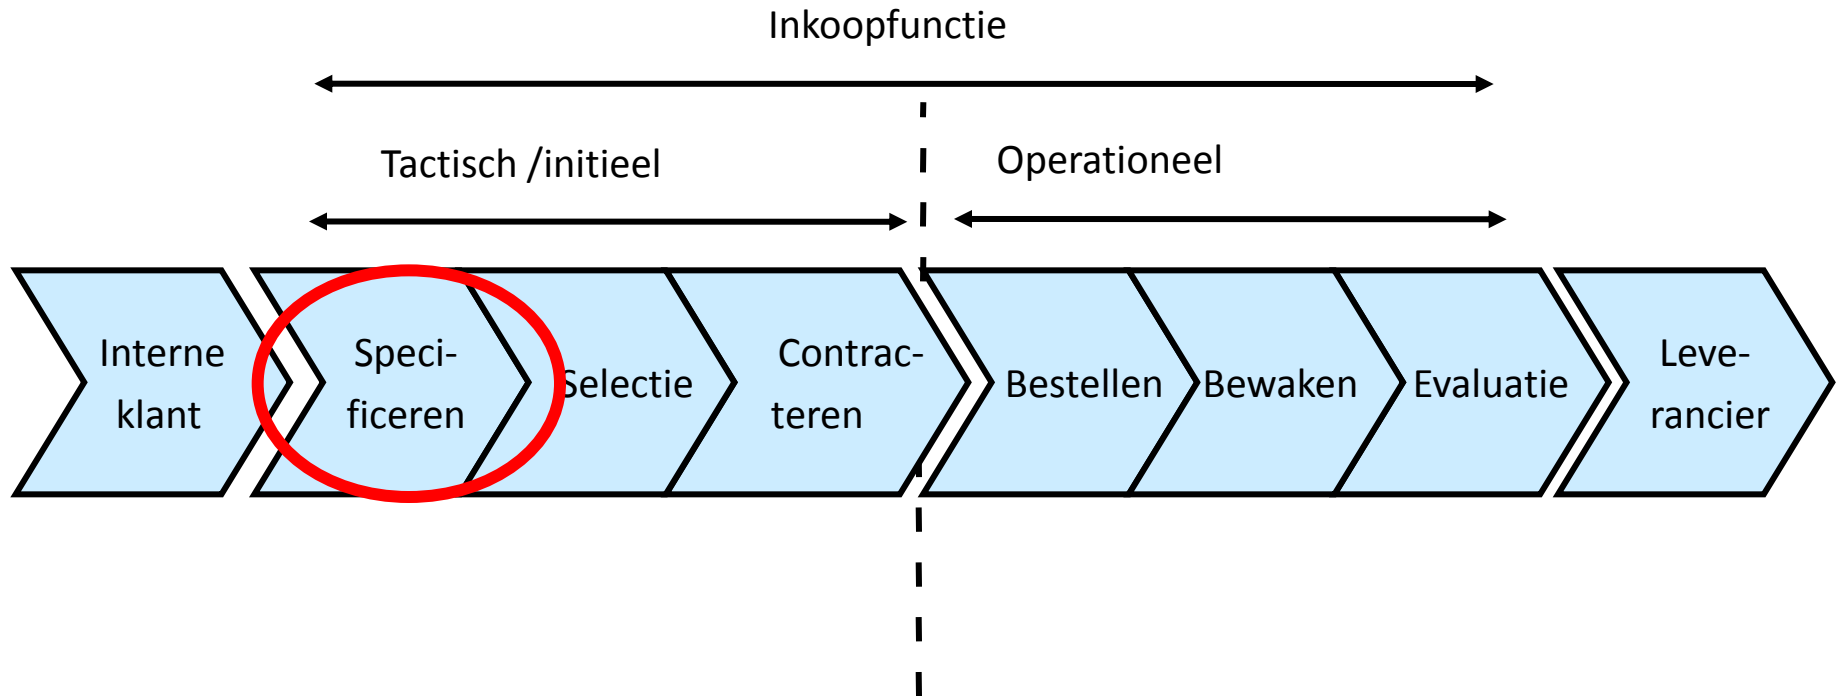 Inkoopfunctie
Tactisch /initieel
Operationeel
Interne
klant
Speci-
ficeren
Selectie
Contrac-
teren
Bestellen
Bewaken
Evaluatie
Leve-
rancier